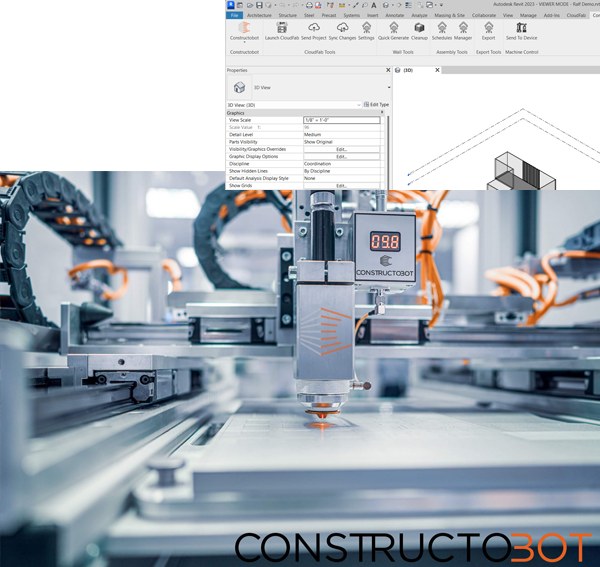 Autodesk Revit 2023 - VIEWER MODE - Ralf Demo.rvt
File Architecture Structure Steel Precast Systems Insert Annotate Analyze Massing & Site Collaborate View Manage Add-Ins CloudFab
Constructobot Launch CloudFab Send Project Sync Changes Settings Quick Generate Cleanup Schedules Manager Export Send To Device
Constructobot CloudFab Tools Wall Tools Assembly Tools Export Tools Machine Control
Properties
{3D}
3D View
3D View: {3D} Edit Type
Graphics
View Scale 1/8" = 1'-0"
Scale Value 1: 96
Detail Level Medium
Parts Visibility Show Original
Visibility/Graphics Overrides Edit...
Graphic Display Options Edit...
Discipline Coordination
Show Hidden Lines By Discipline
Default Analysis Display Style None
Show Grids Edit...
09.8
CONSTRUCTOBOT
CONSTRUCTOBOT